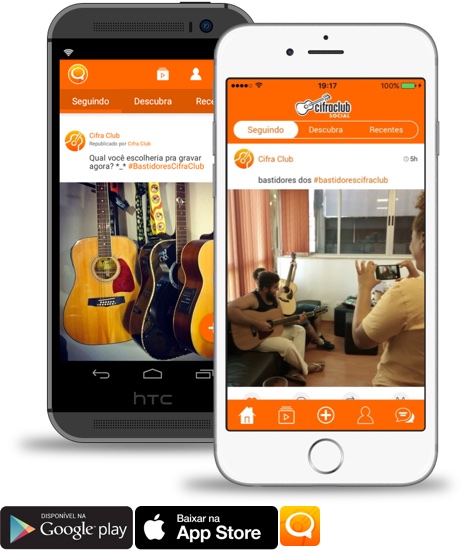 Seguindo Descubra Rece
Cifra Club
Republicado por Cifra Club
Qual você escolheria pra gravar
agora? *_* #BastidoresCifraClub
hTC
19:17 100%
cifraclub
SOCIAL
Seguindo Descubra Recentes
Cifra Club 5h
bastidores dos #bastidorescifraclub
DISPONÍVEL NA
Google play
Baixar na
App Store